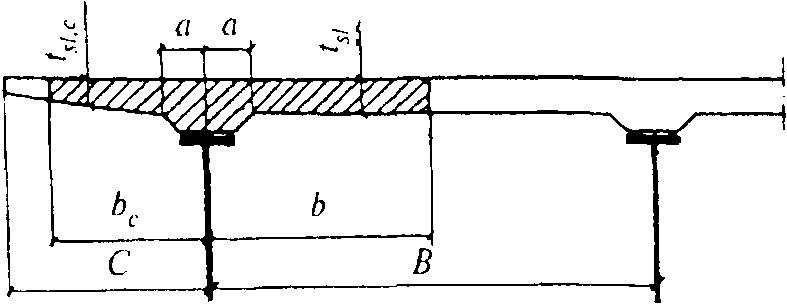 t_{sl,c}
a a
t_{sl}
b_c b
C B